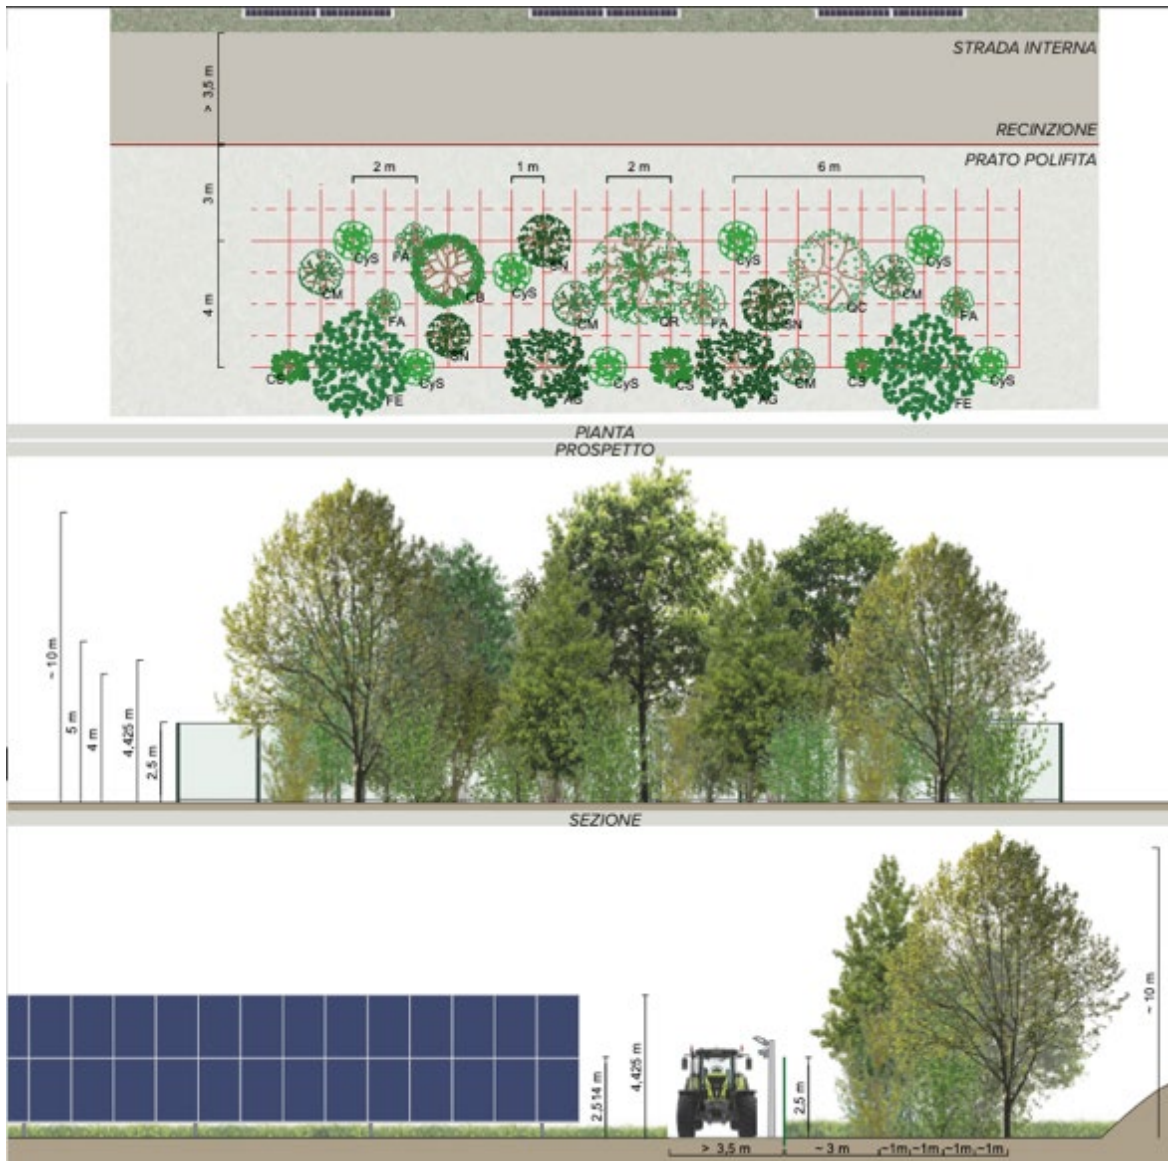 STRADA INTERNA
> 3,5 m
RECINZIONE
PRATO POLIFITA
2 m
1 m
2 m
6 m
3 m
CyS
FA
SN
CyS
CyS
CM
CB
CyS
CM
4 m
FA
CM
QR
FA
SN
QC
FA
SN
CS
FE
CyS
AG
CyS
CS
AG
CM
CS
FE
CyS
PIANTA
PROSPETTO
~ 10 m
5 m
4 m
4,425 m
2,5 m
SEZIONE
~ 10 m
4,425 m
2,514 m
2,5 m
> 3,5 m
~ 3 m
~1m
~1m
~1m
~1m